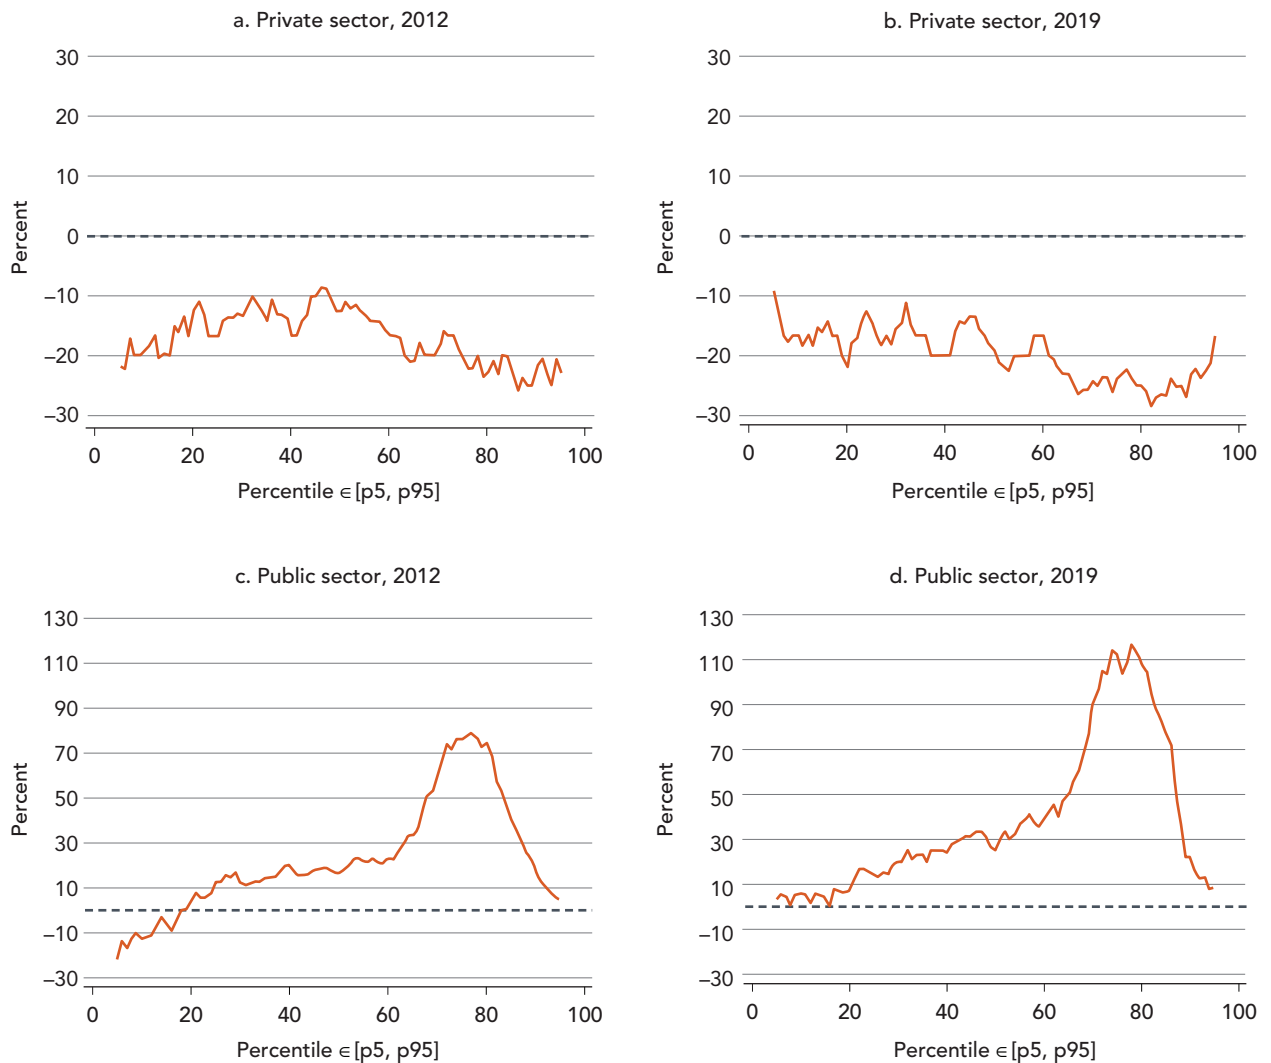 a. Private sector, 2012
30
20
10
0
–10
–20
–30
Percent
0 20 40 60 80 100
Percentile ∈ [p5, p95]
b. Private sector, 2019
30
20
10
0
–10
–20
–30
Percent
0 20 40 60 80 100
Percentile ∈ [p5, p95]
c. Public sector, 2012
130
110
90
70
50
30
10
–10
–30
Percent
0 20 40 60 80 100
Percentile ∈ [p5, p95]
d. Public sector, 2019
130
110
90
70
50
30
10
–10
–30
Percent
0 20 40 60 80 100
Percentile ∈ [p5, p95]